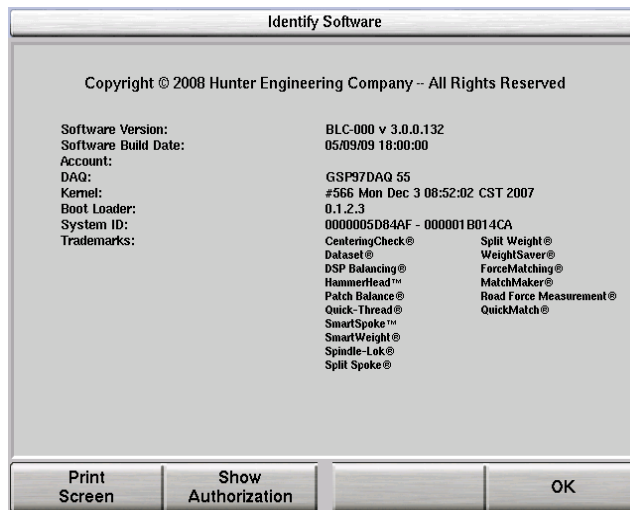 Identify Software
Copyright © 2008 Hunter Engineering Company -- All Rights Reserved
Software Version: BLC-000 v 3.0.0.132
Software Build Date: 05/09/09 18:00:00
Account:
DAQ: GSP97DAQ 55
Kernel: #566 Mon Dec 3 08:52:02 CST 2007
Boot Loader: 0.1.2.3
System ID: 0000005D84AF - 000001B014CA
Trademarks: CenteringCheck® Split Weight®
Dataset® WeightSaver®
DSP Balancing® ForceMatching®
HammerHead™ MatchMaker®
Patch Balance® Road Force Measurement®
Quick-Thread® QuickMatch®
SmartSpoke™
SmartWeight®
Spindle-Lok®
Split Spoke®
Print Screen
Show Authorization
OK